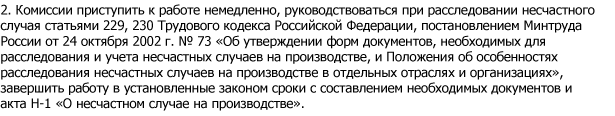 2. Комиссии приступить к работе немедленно, руководствоваться при расследовании несчастного
случая статьями 229, 230 Трудового кодекса Российской Федерации, постановлением Минтруда
России от 24 октября 2002 г. № 73 «Об утверждении форм документов, необходимых для
расследования и учета несчастных случаев на производстве, и Положения об особенностях
расследования несчастных случаев на производстве в отдельных отраслях и организациях»,
завершить работу в установленные законом сроки с составлением необходимых документов и
акта Н-1 «О несчастном случае на производстве».